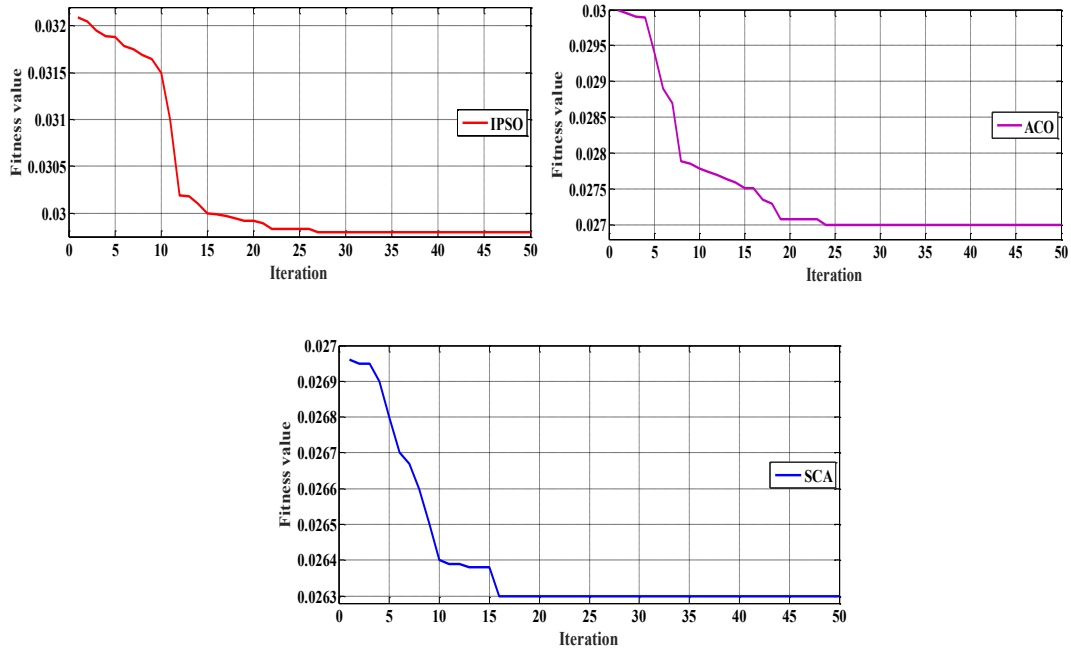 0.032
0.0315
0.031
0.0305
0.03
Fitness value
IPSO
0 5 10 15 20 25 30 35 40 45 50
Iteration
0.03
0.0295
0.029
0.0285
0.028
0.0275
0.027
Fitness value
ACO
0 5 10 15 20 25 30 35 40 45 50
Iteration
0.027
0.0269
0.0268
0.0267
0.0266
0.0265
0.0264
0.0263
Fitness value
SCA
0 5 10 15 20 25 30 35 40 45 50
Iteration